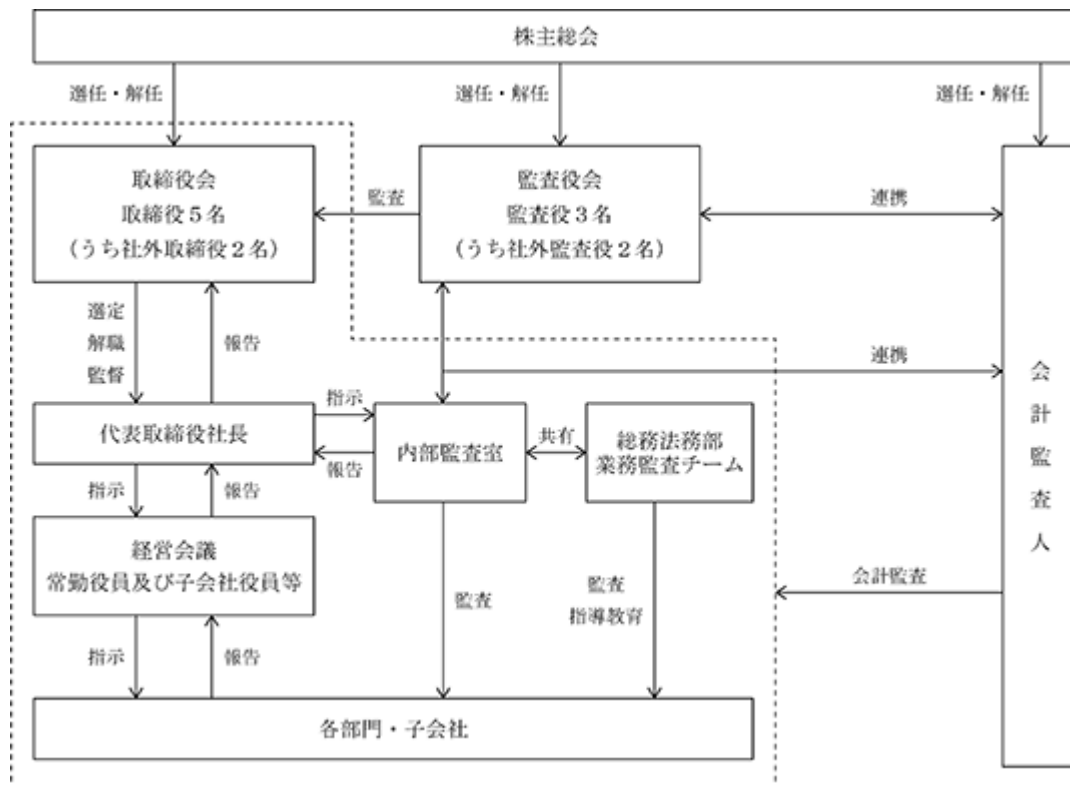 株主総会
選任・解任
選任・解任
選任・解任
取締役会
取締役5名
(うち社外取締役2名)
監査
監査役会
監査役3名
(うち社外監査役2名)
連携
選定
解職
監督
報告
連携
会計監査人
代表取締役社長
指示
報告
内部監査室
共有
総務法務部
業務監査チーム
指示
報告
経営会議
常勤役員及び子会社役員等
監査
監査
指導教育
会計監査
指示
報告
各部門・子会社